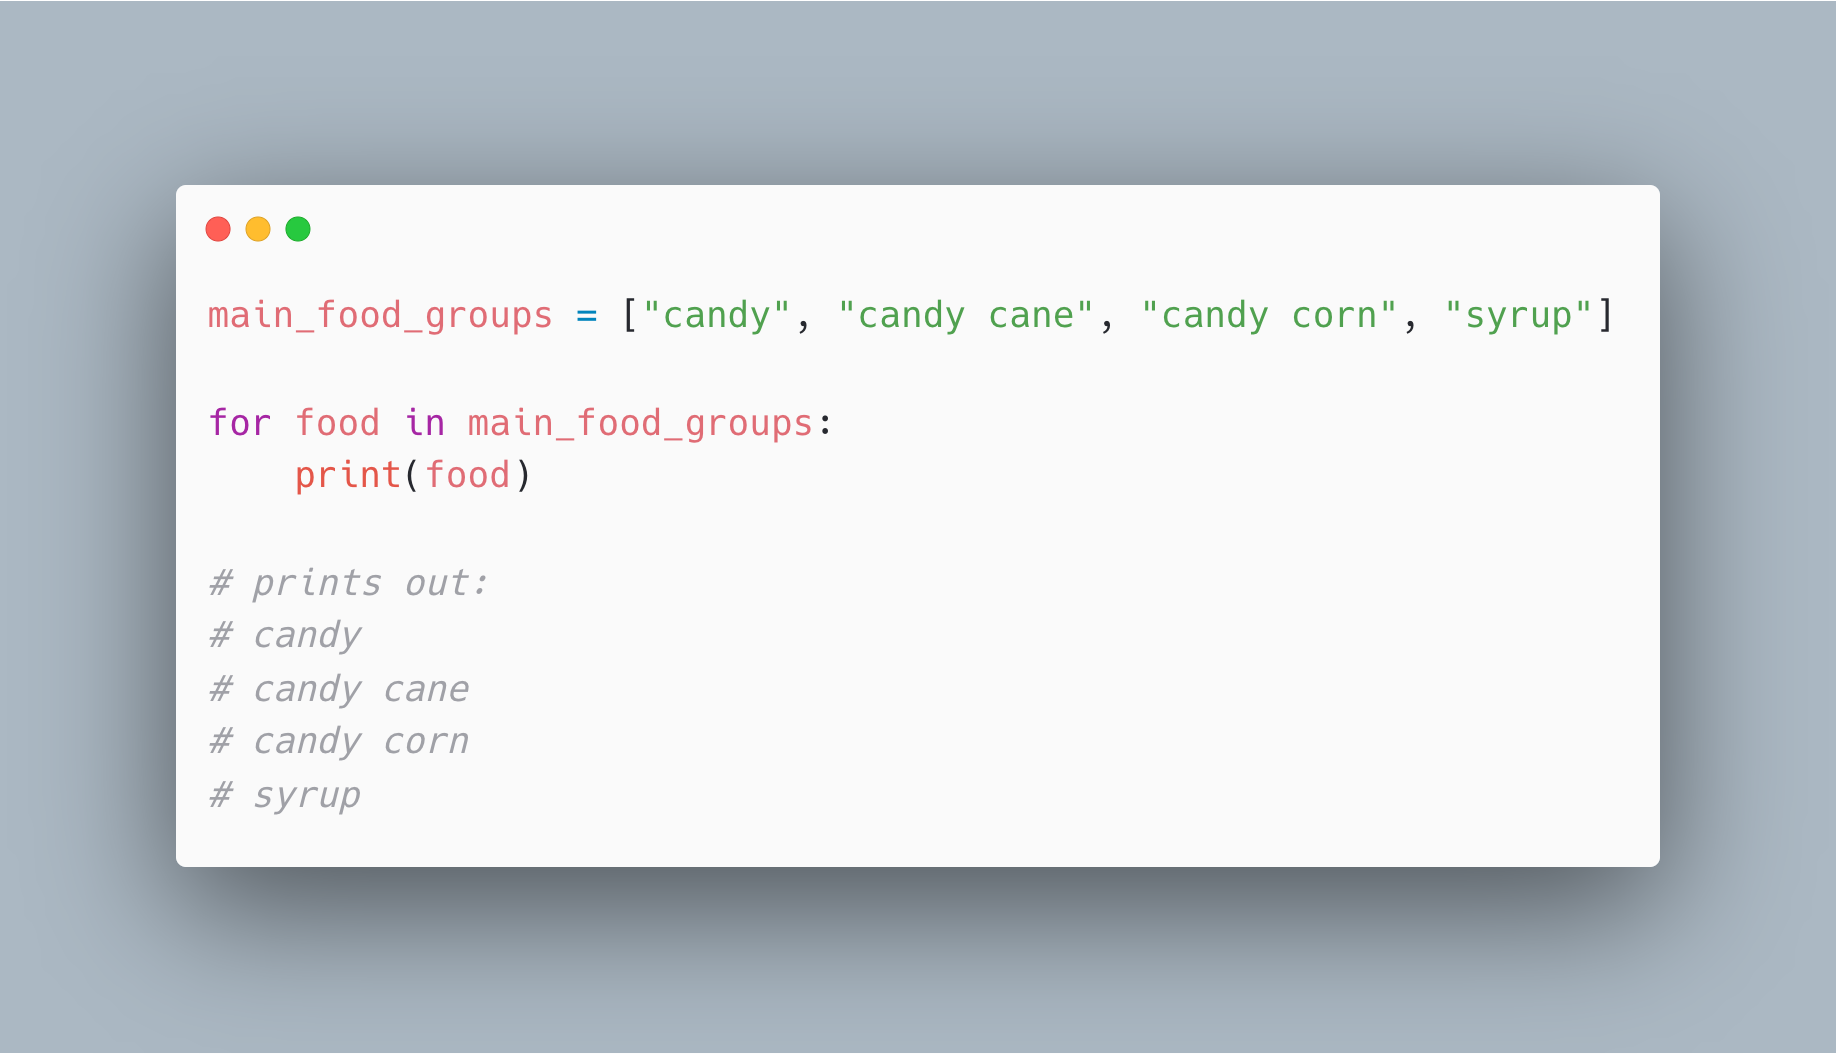 main_food_groups = ["candy", "candy cane", "candy corn", "syrup"]
for food in main_food_groups:
    print(food)
# prints out:
# candy
# candy cane
# candy corn
# syrup